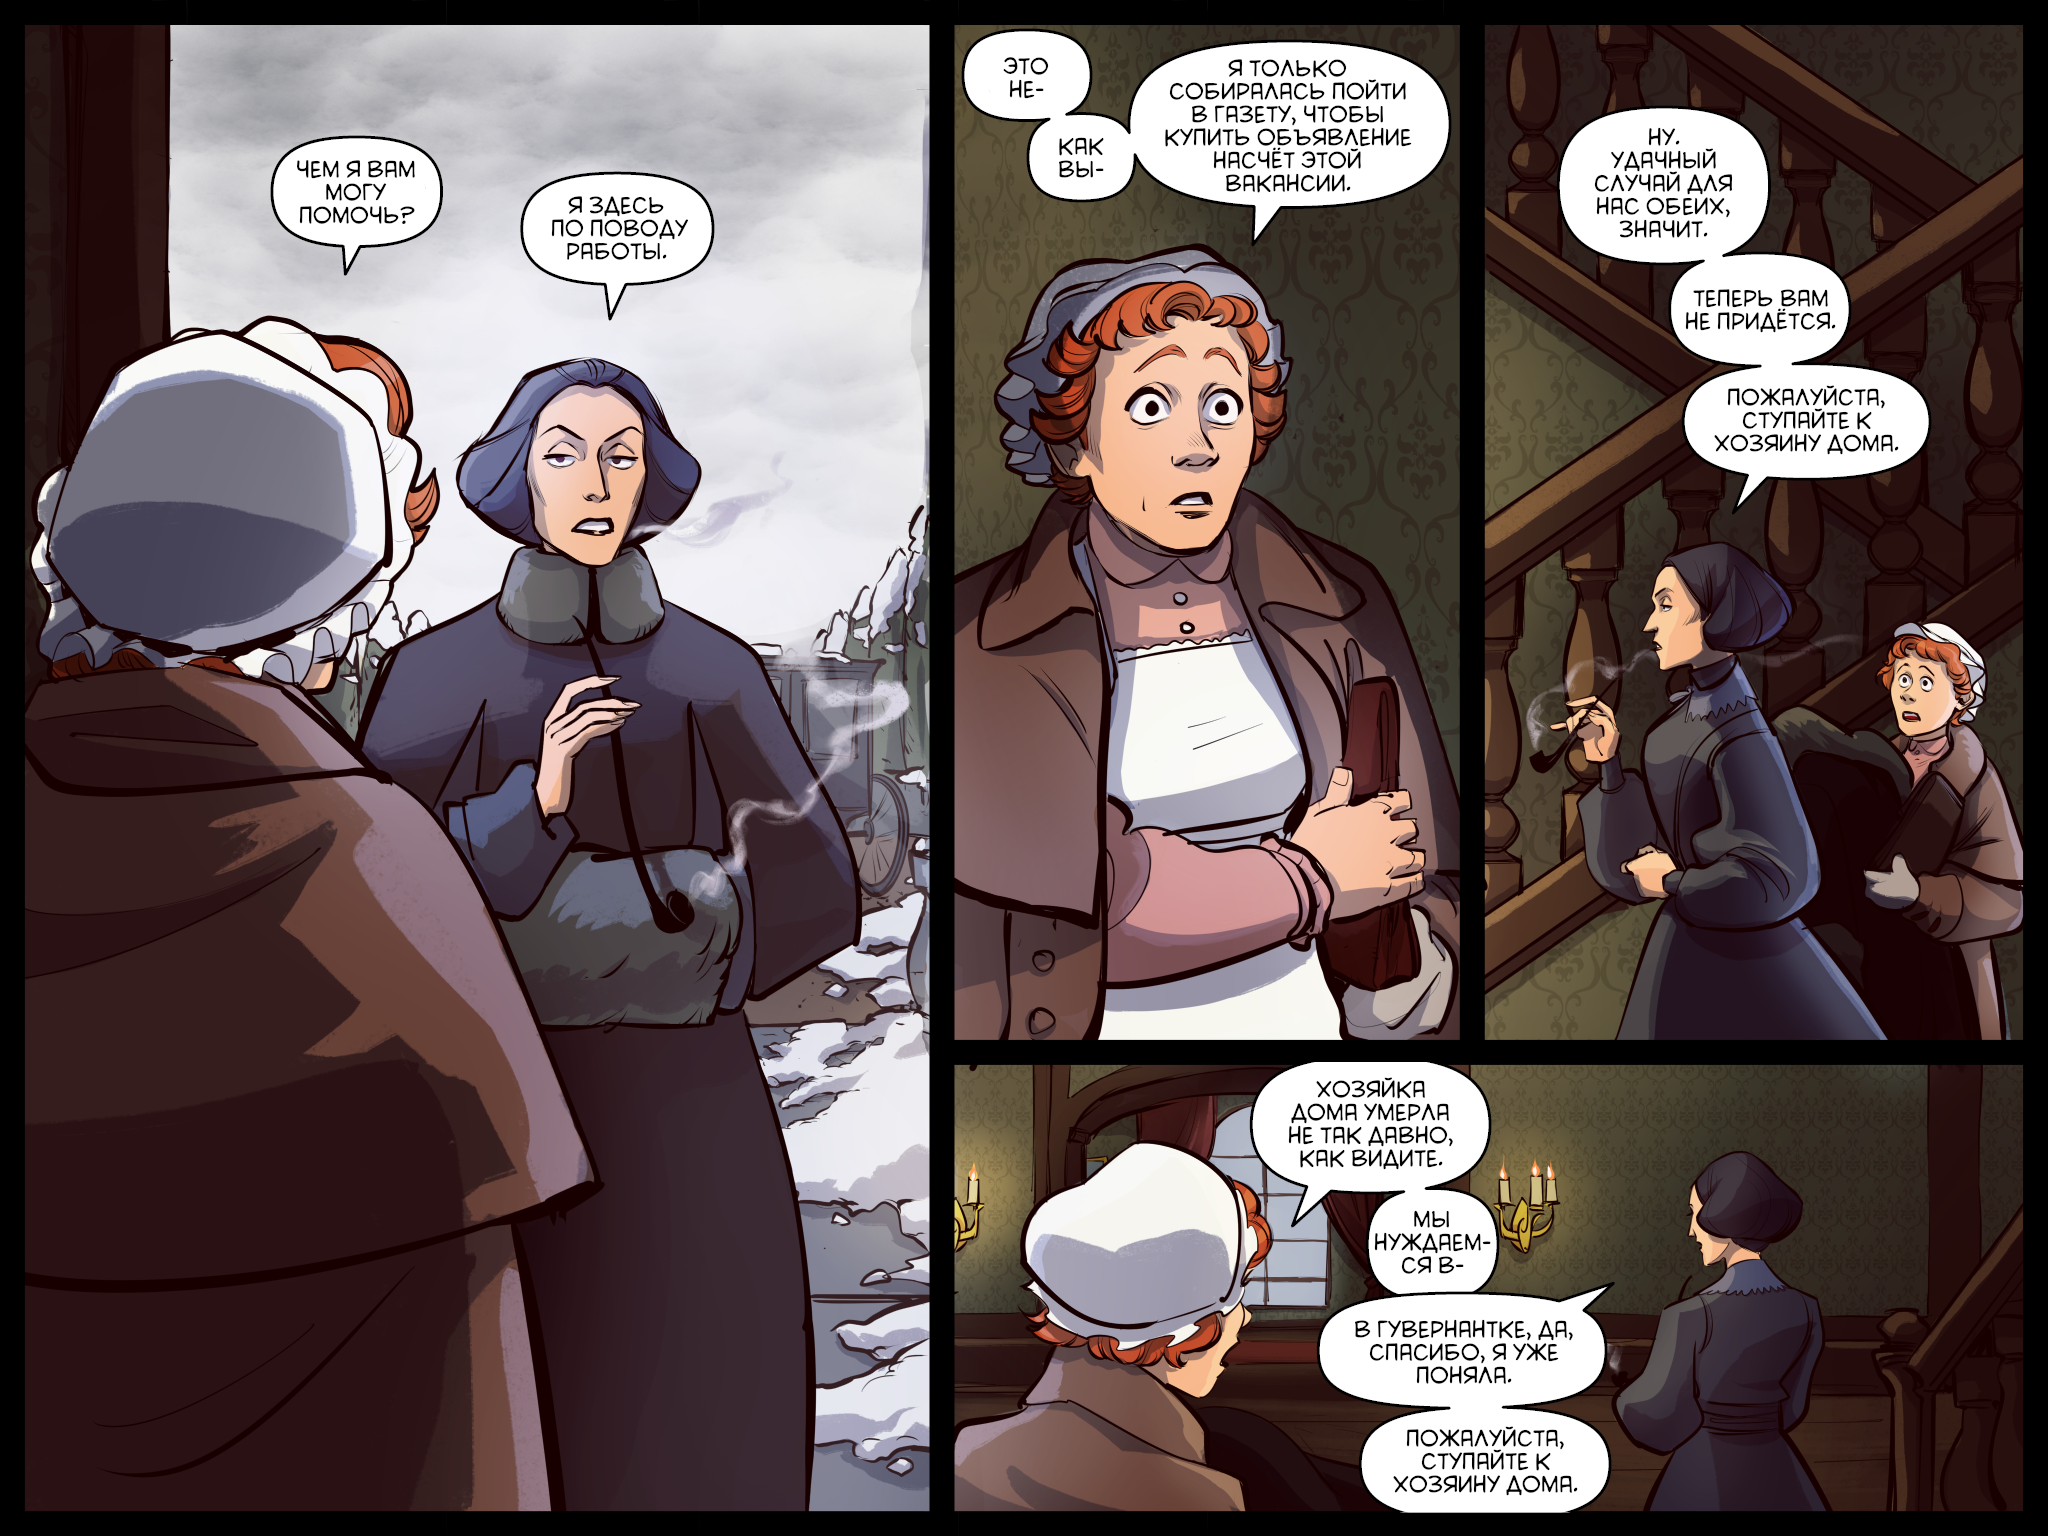 ЧЕМ Я ВАМ
МОГУ
ПОМОЧЬ?
Я ЗДЕСЬ
ПО ПОВОДУ
РАБОТЫ.
ЭТО
НЕ-
КАК
ВЫ-
Я ТОЛЬКО
СОБИРАЛАСЬ ПОЙТИ
В ГАЗЕТУ, ЧТОБЫ
КУПИТЬ ОБЪЯВЛЕНИЕ
НАСЧЁТ ЭТОЙ
ВАКАНСИИ.
НУ.
УДАЧНЫЙ
СЛУЧАЙ ДЛЯ
НАС ОБЕИХ,
ЗНАЧИТ.
ТЕПЕРЬ ВАМ
НЕ ПРИДЁТСЯ.
ПОЖАЛУЙСТА,
СТУПАЙТЕ К
ХОЗЯИНУ ДОМА.
ХОЗЯЙКА
ДОМА УМЕРЛА
НЕ ТАК ДАВНО,
КАК ВИДИТЕ.
МЫ
НУЖДАЕМ-
СЯ В-
В ГУВЕРНАНТКЕ, ДА,
СПАСИБО, Я УЖЕ
ПОНЯЛА.
ПОЖАЛУЙСТА,
СТУПАЙТЕ К
ХОЗЯИНУ ДОМА.